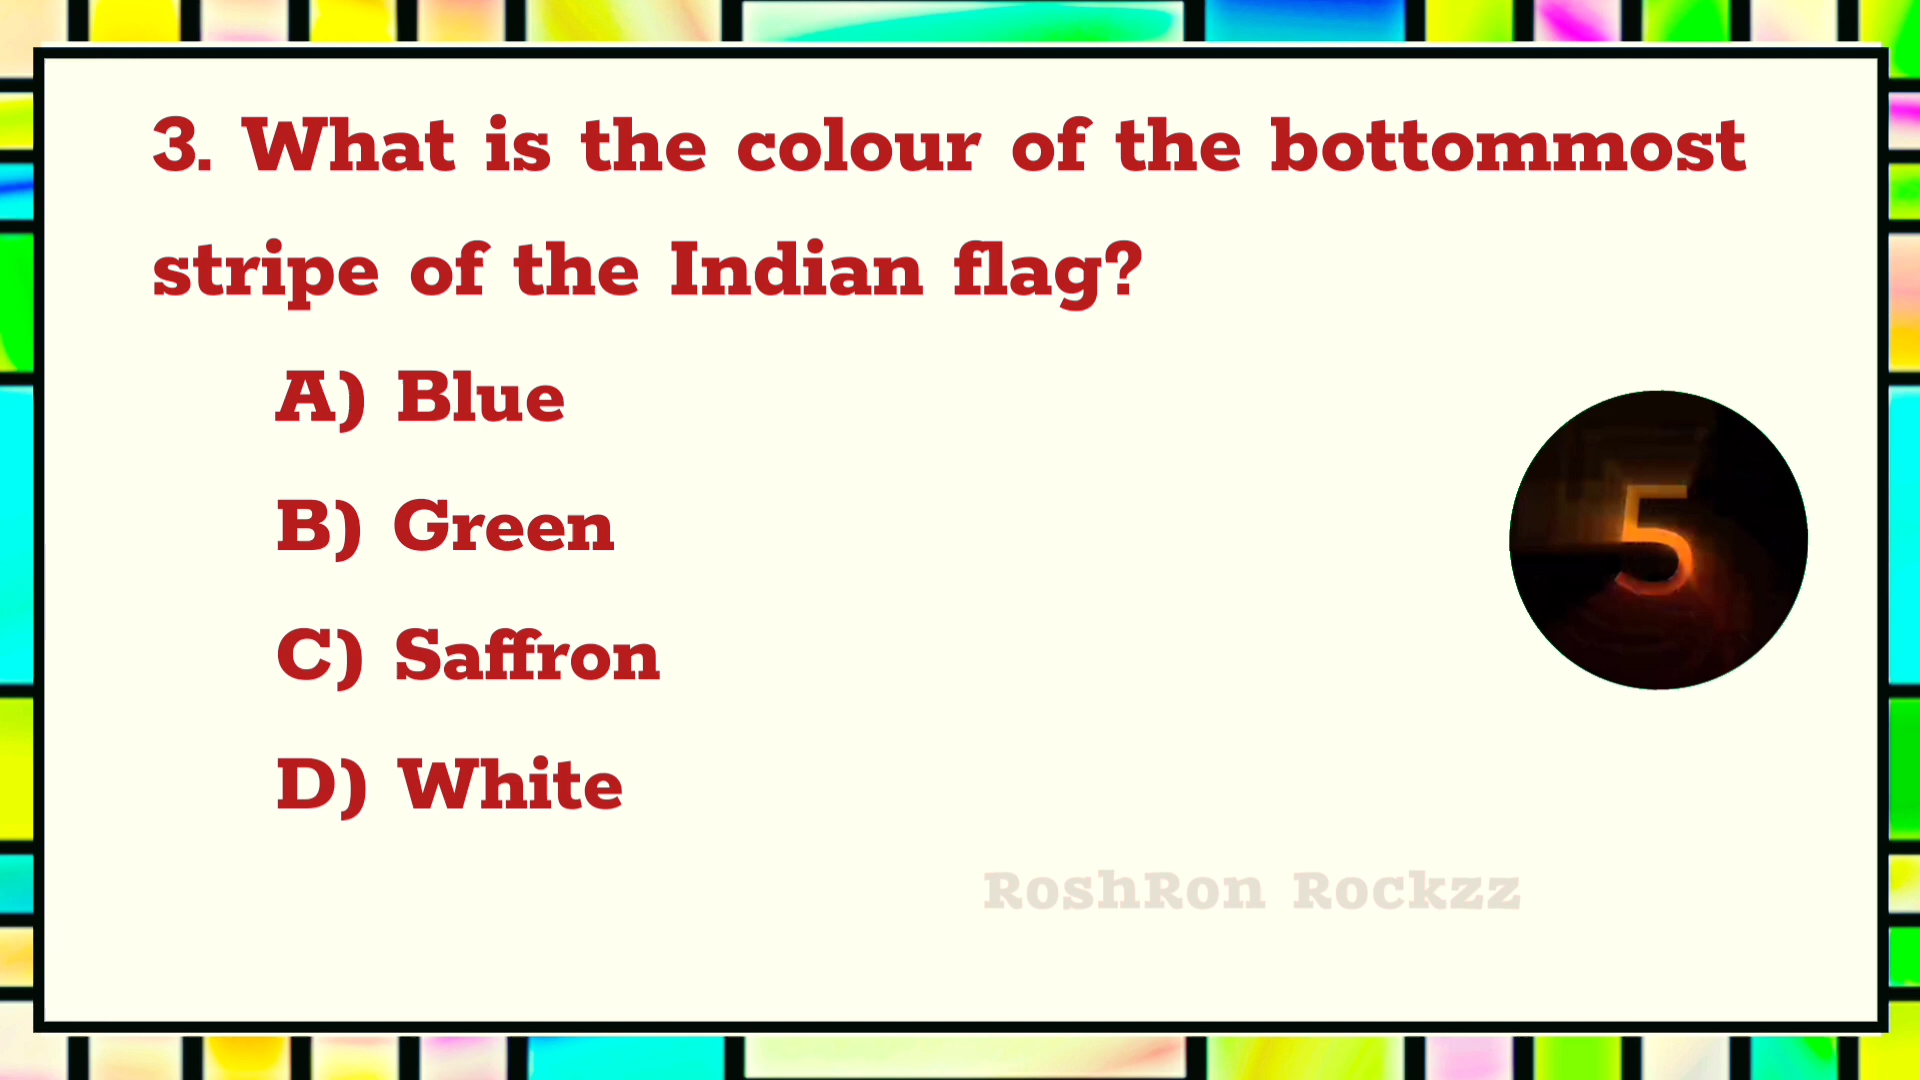 3. What is the colour of the bottommost
stripe of the Indian flag?
A) Blue
B) Green
C) Saffron
D) White
5
RoshRon Rockzz